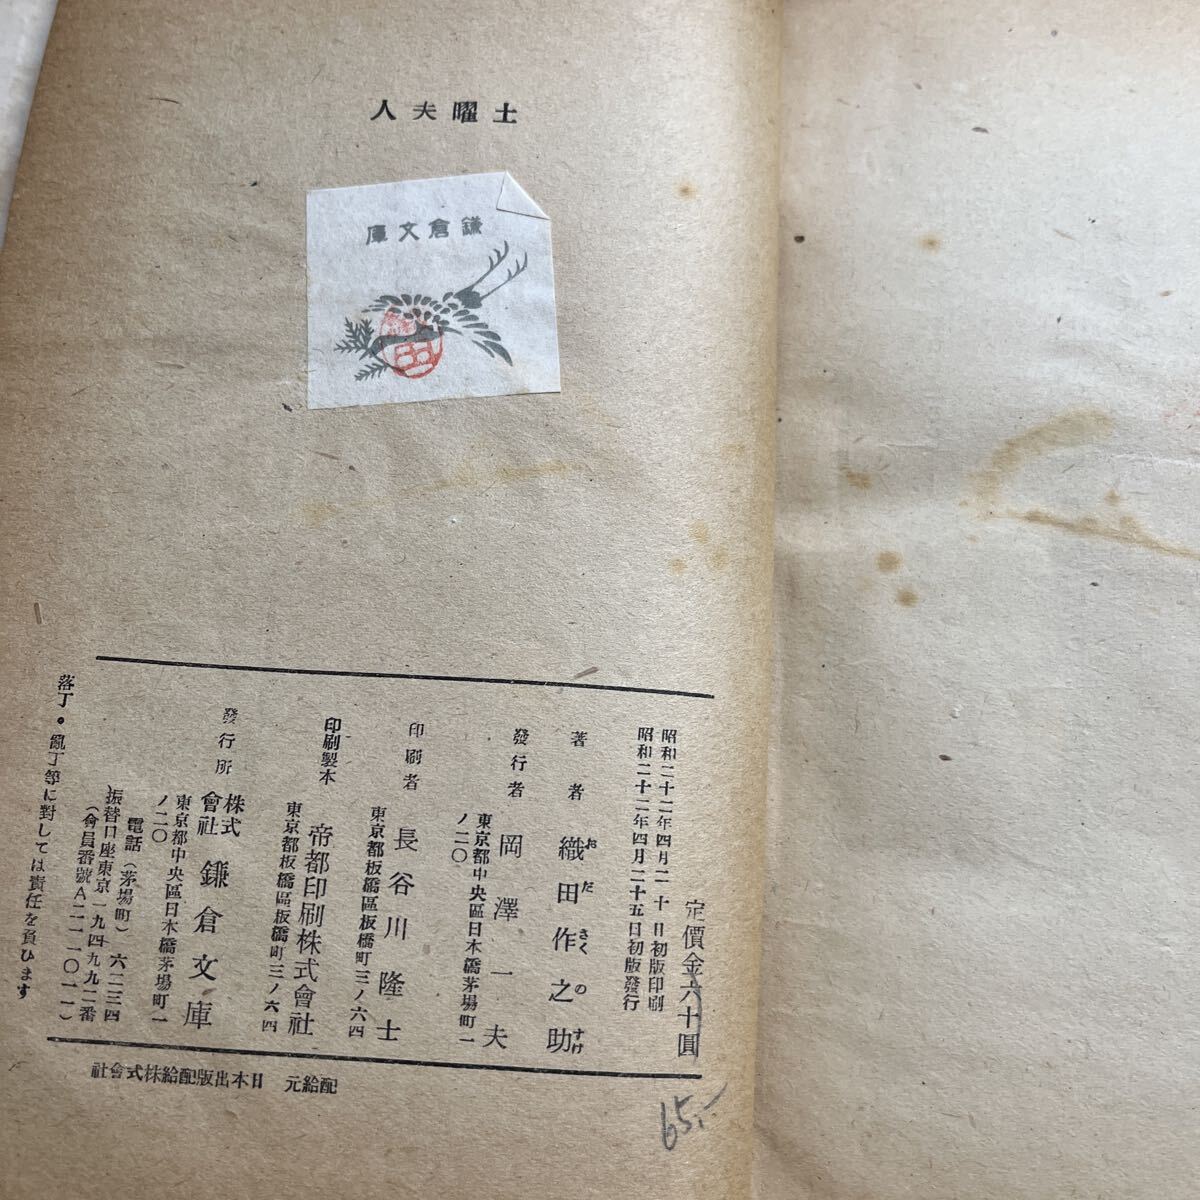 土曜夫人
鎌倉文庫
定價金六十圓
昭和二十二年四月二十日初版印刷
昭和二十二年四月二十五日初版發行
著者 織田作之助
おださくのすけ
發行者 岡澤一夫
東京都中央區日本橋茅場町一ノ二〇
印刷者 長谷川隆士
東京都板橋區板橋町三ノ六四
印刷製本 帝都印刷株式會社
東京都板橋區板橋町三ノ六四
發行所 株式會社 鎌倉文庫
東京都中央區日本橋茅場町一ノ二〇
電話(茅場町)六二三四
振替口座東京一九四九九二番
(會員番號A二一一〇一一)
落丁・亂丁等に對しては責任を負ひます
配給元 日本出版配給株式會社
65.-